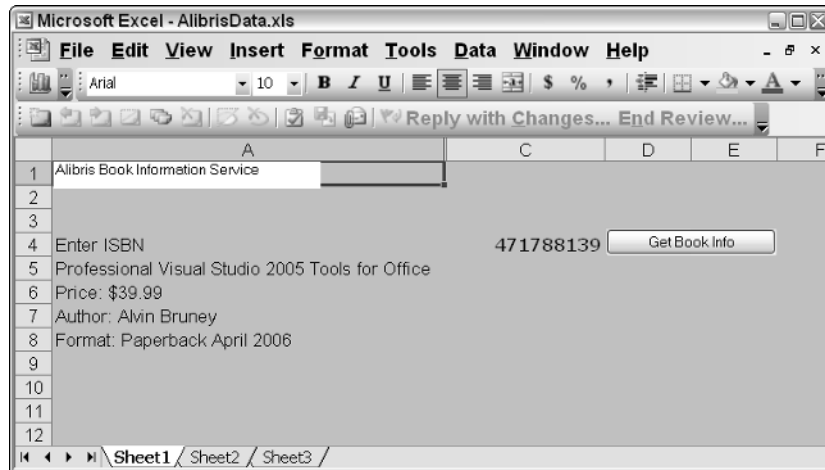 Microsoft Excel - AlibrisData.xls
File Edit View Insert Format Tools Data Window Help
Arial 10 B I U $ % , A
Reply with Changes... End Review...
A C D E F
1 Alibris Book Information Service
2
3
4 Enter ISBN 471788139 Get Book Info
5 Professional Visual Studio 2005 Tools for Office
6 Price: $39.99
7 Author: Alvin Bruney
8 Format: Paperback April 2006
9
10
11
12
Sheet1 / Sheet2 / Sheet3 /